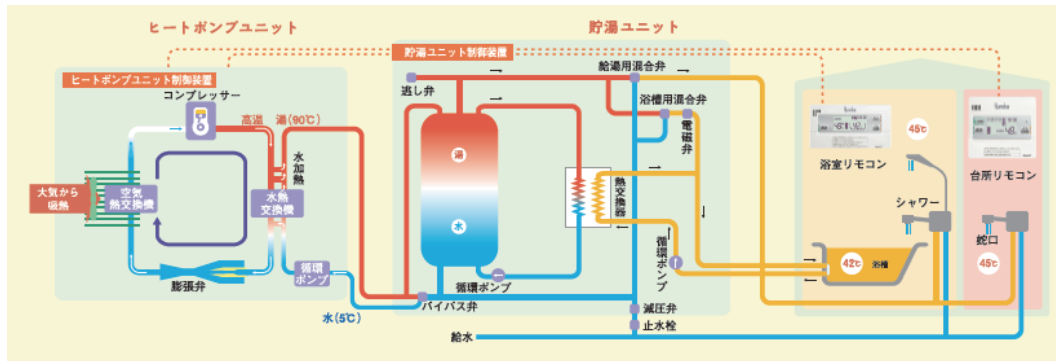 ヒートポンプユニット
貯湯ユニット
貯湯ユニット制御装置
ヒートポンプユニット制御装置
コンプレッサー
高温
湯(90℃)
水加熱
大気から
吸熱
空気
熱交換機
水熱
交換機
膨張弁
循環
ポンプ
水(5℃)
逃し弁
湯
水
循環ポンプ
バイパス弁
給湯用混合弁
浴槽用混合弁
電磁弁
熱交換器
循環ポンプ
減圧弁
止水栓
給水
浴室リモコン
45℃
シャワー
42℃
浴槽
台所リモコン
蛇口
45℃